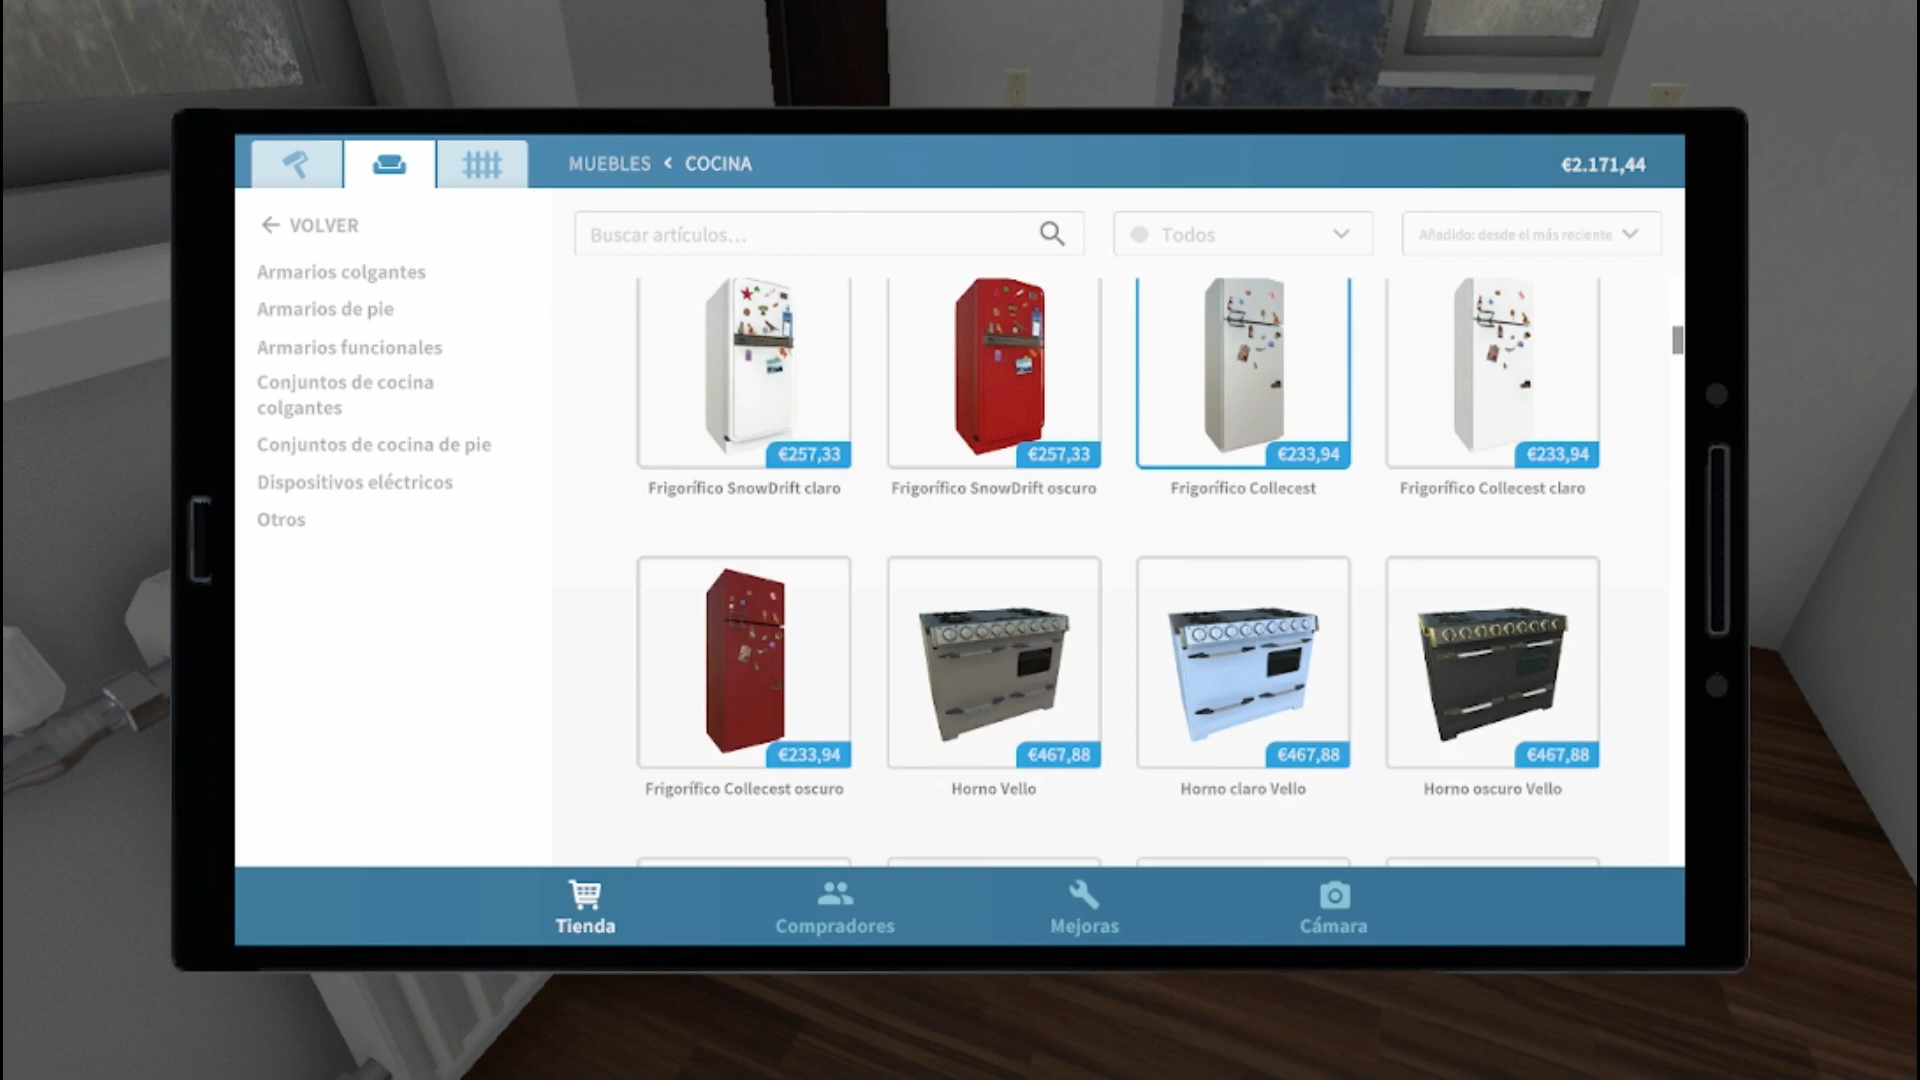 MUEBLES < COCINA
€2.171,44
VOLVER
Armarios colgantes
Armarios de pie
Armarios funcionales
Conjuntos de cocina
colgantes
Conjuntos de cocina de pie
Dispositivos eléctricos
Otros
Buscar artículos...
Todos
Añadido: desde el más reciente
€257,33
€257,33
€233,94
€233,94
Frigorífico SnowDrift claro
Frigorífico SnowDrift oscuro
Frigorífico Collecest
Frigorífico Collecest claro
€233,94
€467,88
€467,88
€467,88
Frigorífico Collecest oscuro
Horno Vello
Horno claro Vello
Horno oscuro Vello
Tienda
Compradores
Mejoras
Cámara